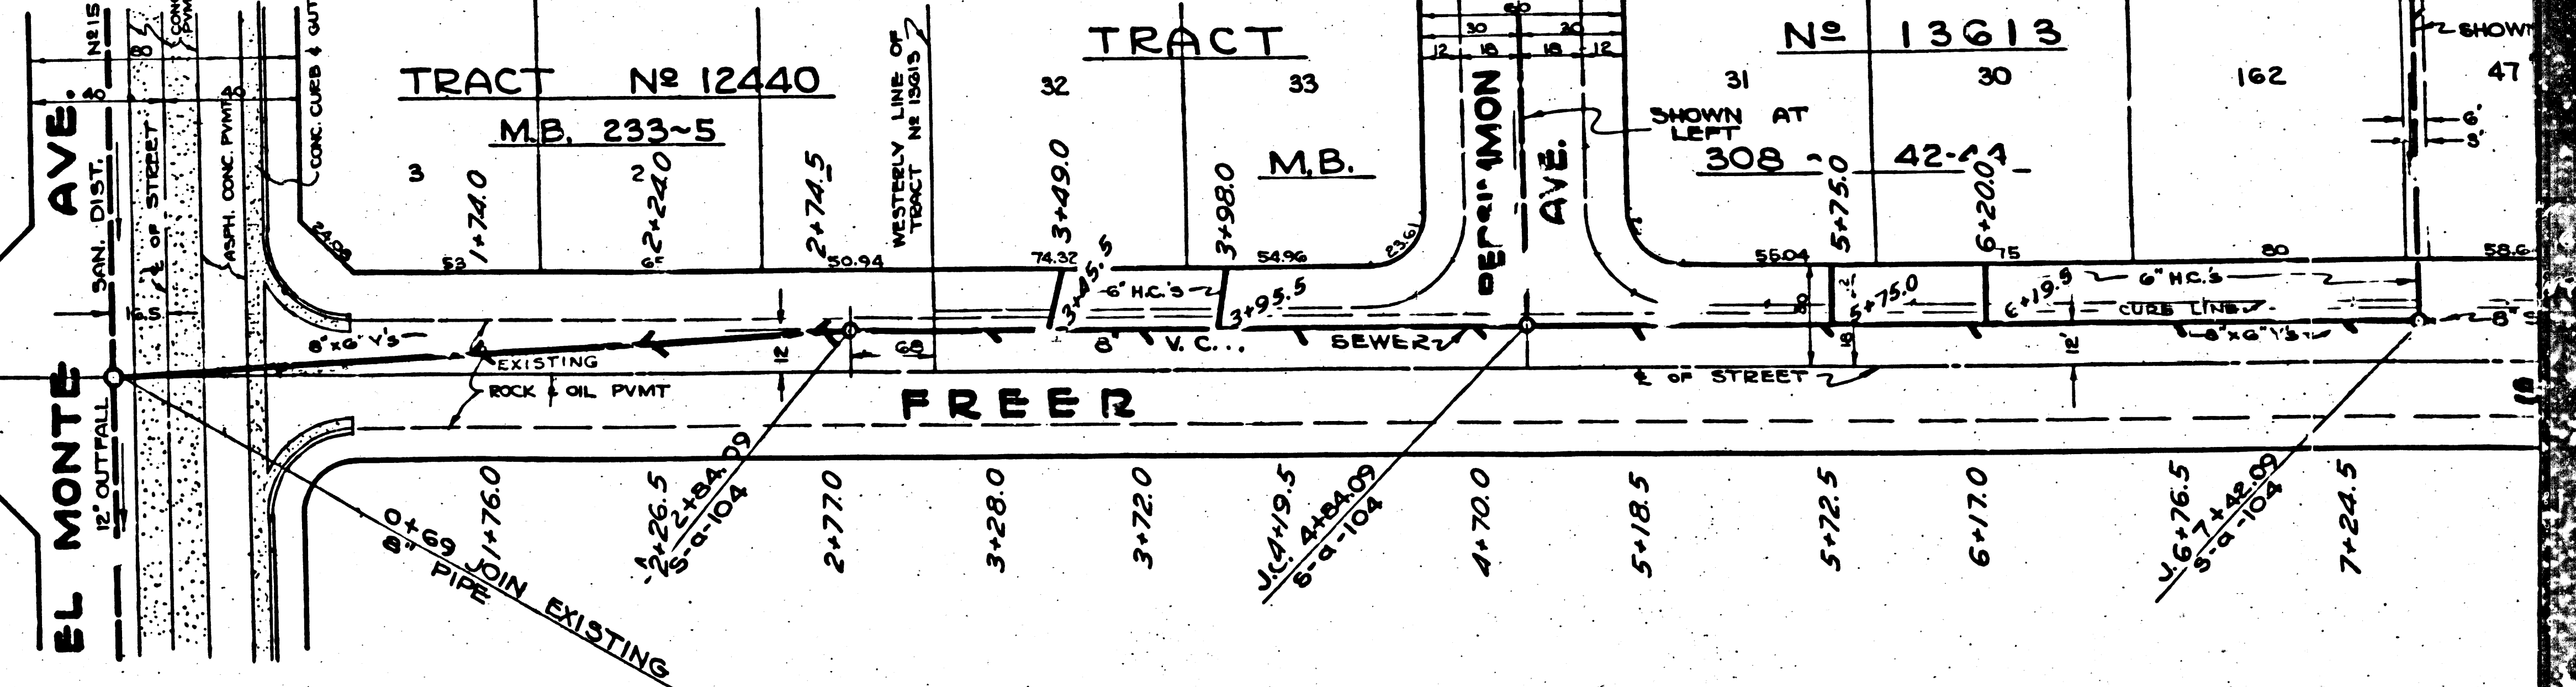 EL MONTE AVE.
SAN. DIST. Nº 15
12" OUTFALL
8.5
℄ OF STREET
ASPH. CONC. PVMT.
CONC. CURB & GUT
40
40
16.5
24.98
TRACT Nº 12440
M.B. 233~5
3
2
1+74.0
2+24.0
2+74.5
53
50.94
WESTERLY LINE OF
TRACT Nº 13613
TRACT
Nº 13613
32
33
M.B.
308
42-44
31
30
162
47
60
30
30
12
18
18
12
SHOWN AT
LEFT
SHOWN
6'
3'
AVE.
3+49.0
3+98.0
5+75.0
6+20.0
74.32
54.96
23.61
55.04
75
80
58.6
3+45.5
6" H.C.'S
3+95.5
5+75.0
6+19.5
6" H.C.'S
CURB LINE
8"x6" Y'S
EXISTING
ROCK & OIL PVMT
12
68
8" V.C.
SEWER
18
12'
8"x6" Y'S
8" S
℄ OF STREET
FREER
0+69 JOIN EXISTING
8" PIPE
1+76.0
2+26.5
2+84.09
S-a-104
2+77.0
3+28.0
3+72.0
J.C. 4+19.5
4+84.09
S-a-104
4+70.0
5+18.5
5+72.5
6+17.0
6+76.5
7+42.09
S-a-104
7+24.5